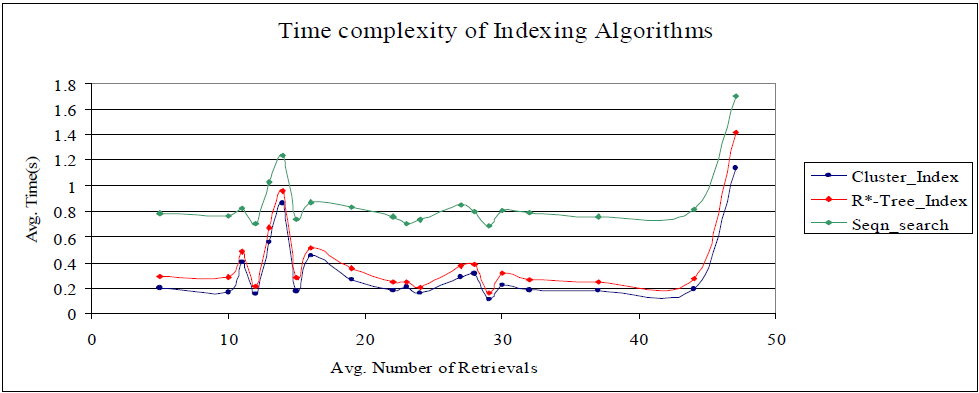 Time complexity of Indexing Algorithms
Avg. Time(s)
1.8
1.6
1.4
1.2
1
0.8
0.6
0.4
0.2
0
0 10 20 30 40 50
Avg. Number of Retrievals
Cluster_Index
R*-Tree_Index
Seqn_search